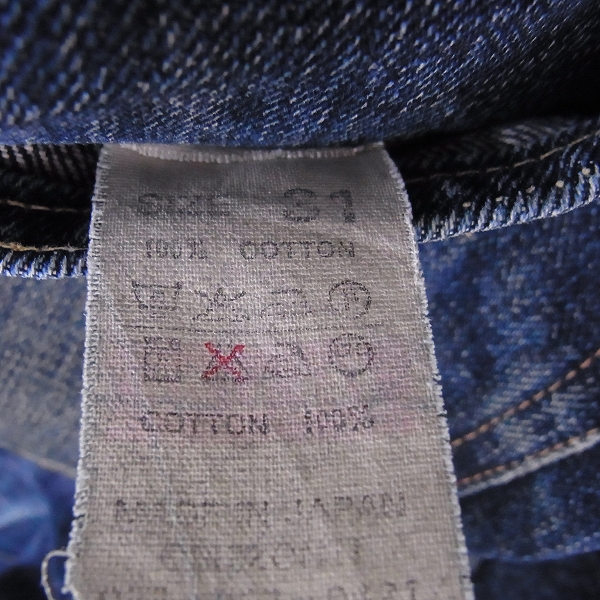 SIZE 31
100% COTTON
COTTON 100%
MADE IN JAPAN